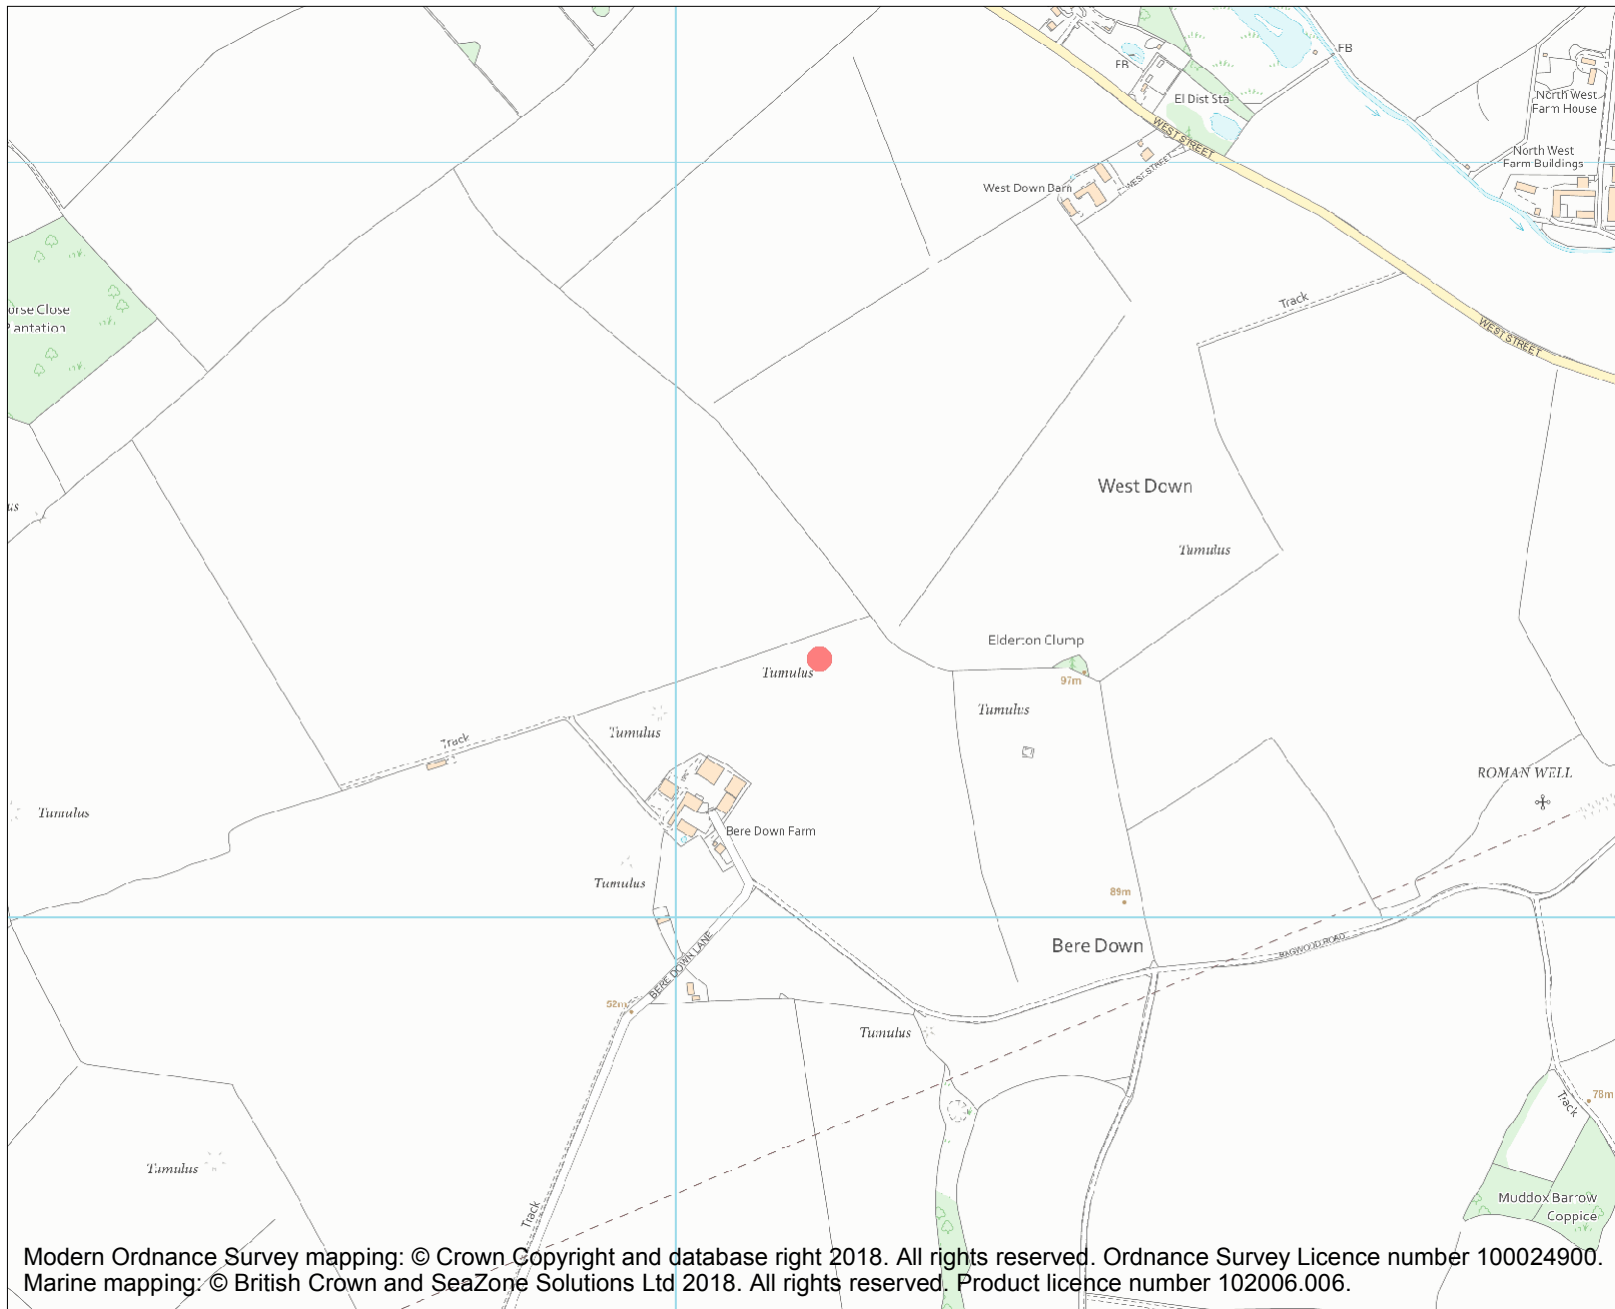 FB
FB
El Dist Sta
North West
Farm House
WEST STREET
North West
Farm Buildings
West Down Barn
WEST STREET
Track
orse Close
Plantation
WEST STREET
West Down
us
Tumulus
Elderton Clump
Tumulus
97m
Tumulus
Tumulus
Track
ROMAN WELL
Tumulus
Bere Down Farm
Tumulus
89m
Bere Down
BAGWOOD ROAD
BERE DOWN LANE
52m
Tumulus
78m
Track
Tumulus
Muddox Barrow
Coppice
Track
Modern Ordnance Survey mapping: © Crown Copyright and database right 2018. All rights reserved. Ordnance Survey Licence number 100024900.
Marine mapping: © British Crown and SeaZone Solutions Ltd 2018. All rights reserved. Product licence number 102006.006.